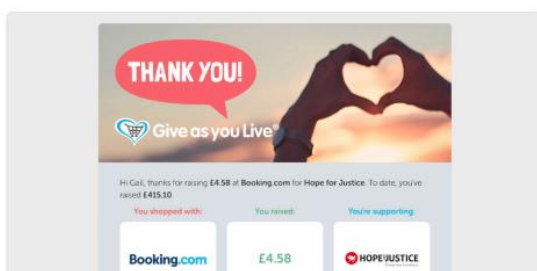 THANK YOU!
Give as you Live®
Hi Gail, thanks for raising £4.58 at Booking.com for Hope for Justice. To date, you've
raised £415.10.
You shopped with:
You raised:
You're supporting:
Booking.com
£4.58
HOPE JUSTICE